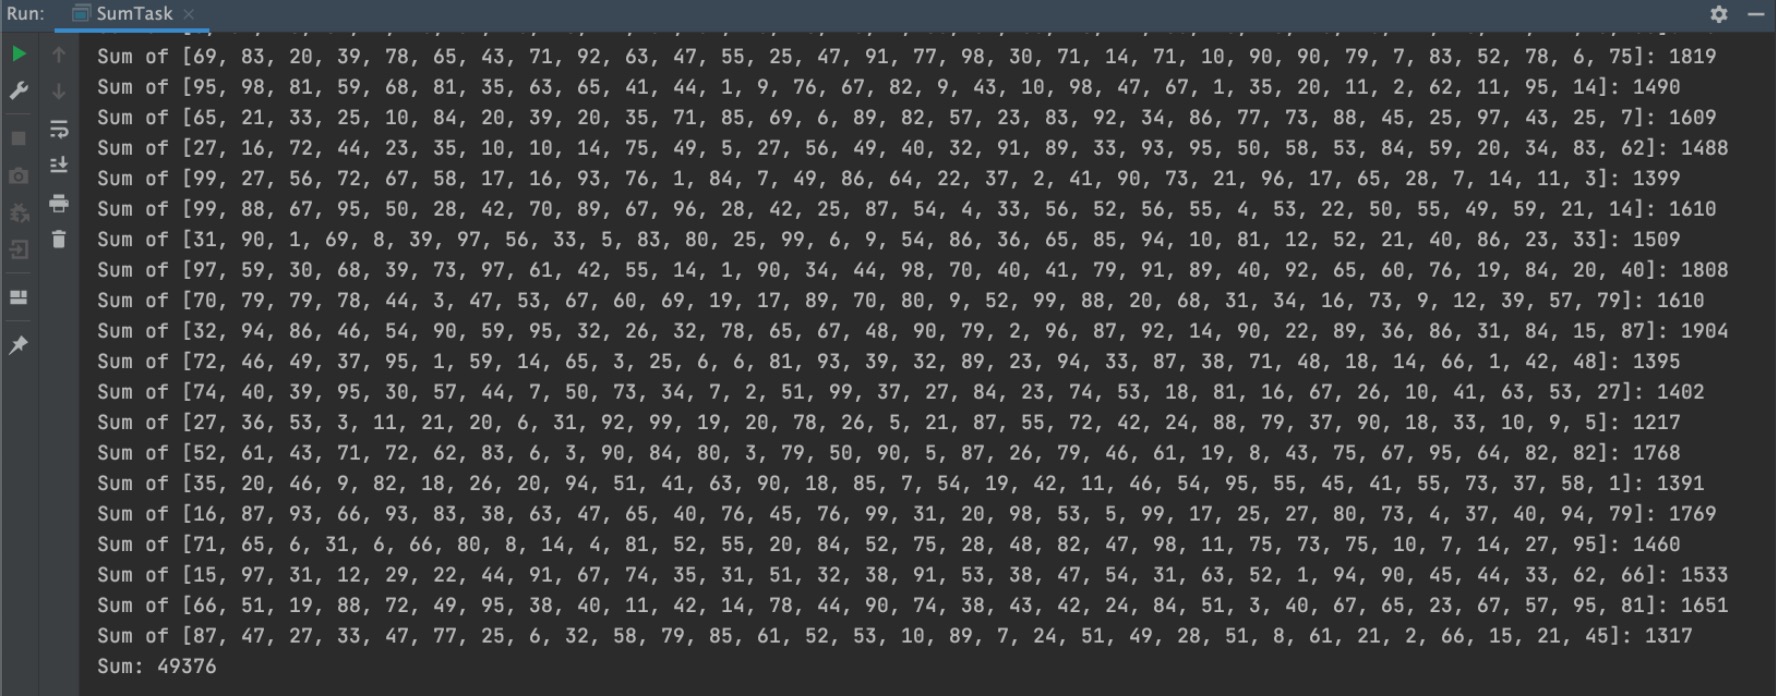 Run: SumTask
Sum of [69, 83, 20, 39, 78, 65, 43, 71, 92, 63, 47, 55, 25, 47, 91, 77, 98, 30, 71, 14, 71, 10, 90, 90, 79, 7, 83, 52, 78, 6, 75]: 1819
Sum of [95, 98, 81, 59, 68, 81, 35, 63, 65, 41, 44, 1, 9, 76, 67, 82, 9, 43, 10, 98, 47, 67, 1, 35, 20, 11, 2, 62, 11, 95, 14]: 1490
Sum of [65, 21, 33, 25, 10, 84, 20, 39, 20, 35, 71, 85, 69, 6, 89, 82, 57, 23, 83, 92, 34, 86, 77, 73, 88, 45, 25, 97, 43, 25, 7]: 1609
Sum of [27, 16, 72, 44, 23, 35, 10, 10, 14, 75, 49, 5, 27, 56, 49, 40, 32, 91, 89, 33, 93, 95, 50, 58, 53, 84, 59, 20, 34, 83, 62]: 1488
Sum of [99, 27, 56, 72, 67, 58, 17, 16, 93, 76, 1, 84, 7, 49, 86, 64, 22, 37, 2, 41, 90, 73, 21, 96, 17, 65, 28, 7, 14, 11, 3]: 1399
Sum of [99, 88, 67, 95, 50, 28, 42, 70, 89, 67, 96, 28, 42, 25, 87, 54, 4, 33, 56, 52, 56, 55, 4, 53, 22, 50, 55, 49, 59, 21, 14]: 1610
Sum of [31, 90, 1, 69, 8, 39, 97, 56, 33, 5, 83, 80, 25, 99, 6, 9, 54, 86, 36, 65, 85, 94, 10, 81, 12, 52, 21, 40, 86, 23, 33]: 1509
Sum of [97, 59, 30, 68, 39, 73, 97, 61, 42, 55, 14, 1, 90, 34, 44, 98, 70, 40, 41, 79, 91, 89, 40, 92, 65, 60, 76, 19, 84, 20, 40]: 1808
Sum of [70, 79, 79, 78, 44, 3, 47, 53, 67, 60, 69, 19, 17, 89, 70, 80, 9, 52, 99, 88, 20, 68, 31, 34, 16, 73, 9, 12, 39, 57, 79]: 1610
Sum of [32, 94, 86, 46, 54, 90, 59, 95, 32, 26, 32, 78, 65, 67, 48, 90, 79, 2, 96, 87, 92, 14, 90, 22, 89, 36, 86, 31, 84, 15, 87]: 1904
Sum of [72, 46, 49, 37, 95, 1, 59, 14, 65, 3, 25, 6, 6, 81, 93, 39, 32, 89, 23, 94, 33, 87, 38, 71, 48, 18, 14, 66, 1, 42, 48]: 1395
Sum of [74, 40, 39, 95, 30, 57, 44, 7, 50, 73, 34, 7, 2, 51, 99, 37, 27, 84, 23, 74, 53, 18, 81, 16, 67, 26, 10, 41, 63, 53, 27]: 1402
Sum of [27, 36, 53, 3, 11, 21, 20, 6, 31, 92, 99, 19, 20, 78, 26, 5, 21, 87, 55, 72, 42, 24, 88, 79, 37, 90, 18, 33, 10, 9, 5]: 1217
Sum of [52, 61, 43, 71, 72, 62, 83, 6, 3, 90, 84, 80, 3, 79, 50, 90, 5, 87, 26, 79, 46, 61, 19, 8, 43, 75, 67, 95, 64, 82, 82]: 1768
Sum of [35, 20, 46, 9, 82, 18, 26, 20, 94, 51, 41, 63, 90, 18, 85, 7, 54, 19, 42, 11, 46, 54, 95, 55, 45, 41, 55, 73, 37, 58, 1]: 1391
Sum of [16, 87, 93, 66, 93, 83, 38, 63, 47, 65, 40, 76, 45, 76, 99, 31, 20, 98, 53, 5, 99, 17, 25, 27, 80, 73, 4, 37, 40, 94, 79]: 1769
Sum of [71, 65, 6, 31, 6, 66, 80, 8, 14, 4, 81, 52, 55, 20, 84, 52, 75, 28, 48, 82, 47, 98, 11, 75, 73, 75, 10, 7, 14, 27, 95]: 1460
Sum of [15, 97, 31, 12, 29, 22, 44, 91, 67, 74, 35, 31, 51, 32, 38, 91, 53, 38, 47, 54, 31, 63, 52, 1, 94, 90, 45, 44, 33, 62, 66]: 1533
Sum of [66, 51, 19, 88, 72, 49, 95, 38, 40, 11, 42, 14, 78, 44, 90, 74, 38, 43, 42, 24, 84, 51, 3, 40, 67, 65, 23, 67, 57, 95, 81]: 1651
Sum of [87, 47, 27, 33, 47, 77, 25, 6, 32, 58, 79, 85, 61, 52, 53, 10, 89, 7, 24, 51, 49, 28, 51, 8, 61, 21, 2, 66, 15, 21, 45]: 1317
Sum: 49376